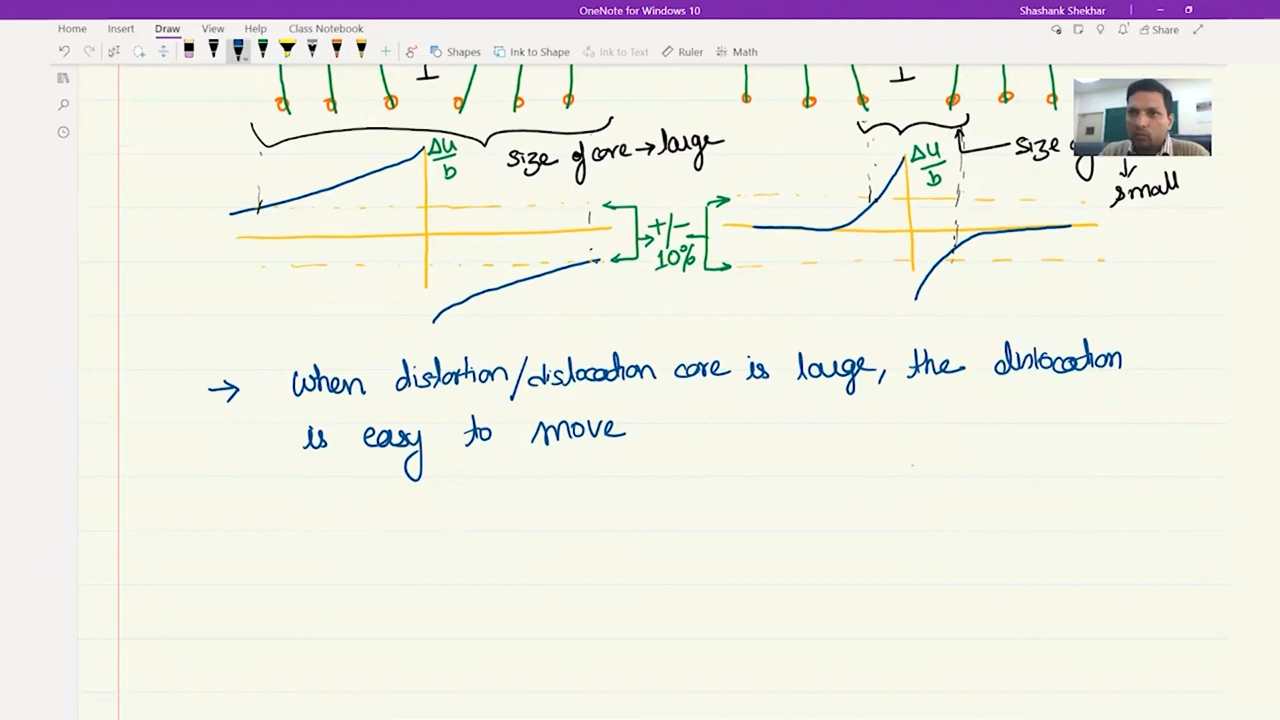 OneNote for Windows 10
Shashank Shekhar
Home Insert Draw View Help Class Notebook
Share
Shapes Ink to Shape Ink to Text Ruler Math
⊥ ⊥
size of core → large
size
small
Δu/b
Δu/b
+/-
10%
→ When distortion/dislocation core is large, the dislocation
is easy to move